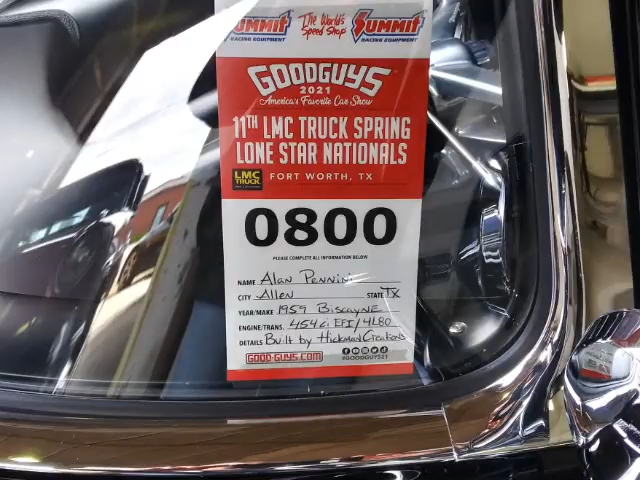 SUMMIT RACING EQUIPMENT The World's Speed Shop SUMMIT RACING EQUIPMENT
GOODGUYS
2021
America's Favorite Car Show
11TH LMC TRUCK SPRING
LONE STAR NATIONALS
LMC TRUCK FORT WORTH, TX
0800
PLEASE COMPLETE ALL INFORMATION BELOW
NAME Alan Pennini
CITY Allen STATE TX
YEAR/MAKE 1959 Biscayne
ENGINE/TRANS. 454ci EFI/4L80
DETAILS Built by Hickman Creations
GOOD-GUYS.COM #GOODGUYS21